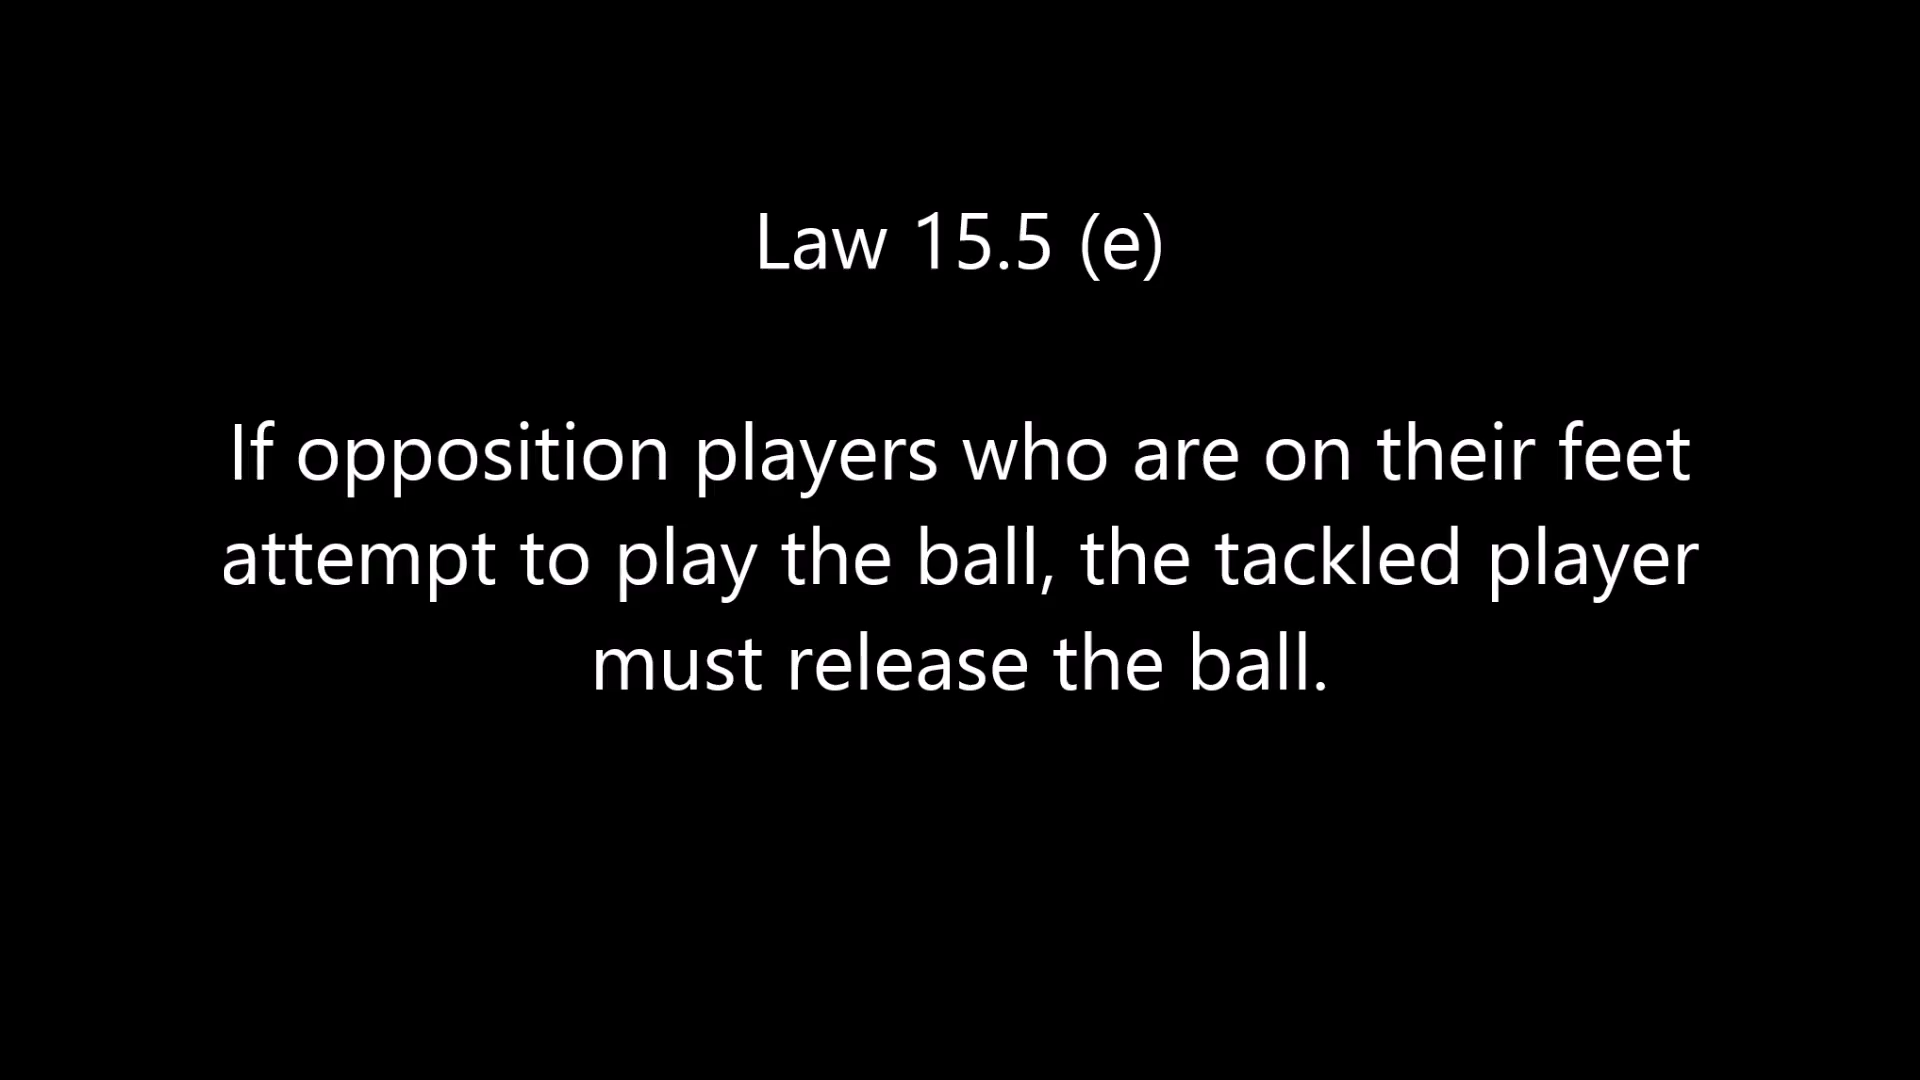 Law 15.5 (e)
If opposition players who are on their feet
attempt to play the ball, the tackled player
must release the ball.